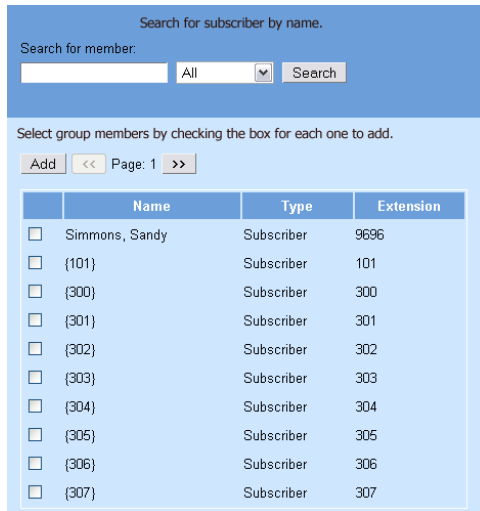 Search for subscriber by name.
Search for member:
All Search
Select group members by checking the box for each one to add.
Add << Page: 1 >>
Name Type Extension
Simmons, Sandy Subscriber 9696
{101} Subscriber 101
{300} Subscriber 300
{301} Subscriber 301
{302} Subscriber 302
{303} Subscriber 303
{304} Subscriber 304
{305} Subscriber 305
{306} Subscriber 306
{307} Subscriber 307